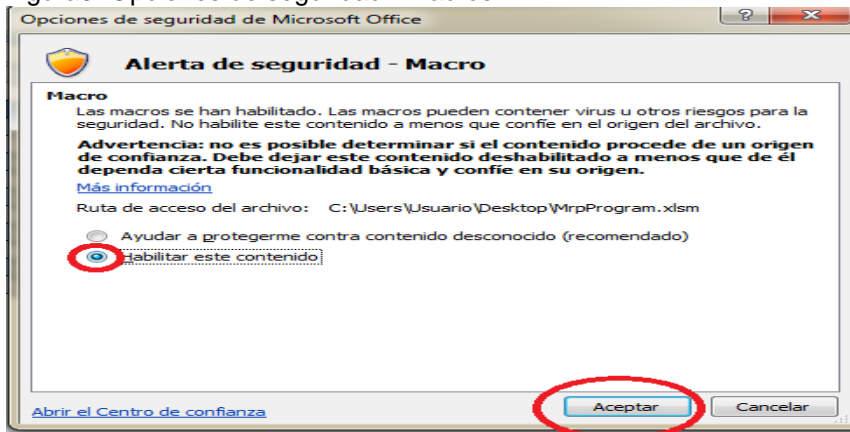 Opciones de seguridad de Microsoft Office
Alerta de seguridad - Macro
Macro
Las macros se han habilitado. Las macros pueden contener virus u otros riesgos para la
seguridad. No habilite este contenido a menos que confíe en el origen del archivo.
Advertencia: no es posible determinar si el contenido procede de un origen
de confianza. Debe dejar este contenido deshabilitado a menos que de él
dependa cierta funcionalidad básica y confíe en su origen.
Más información
Ruta de acceso del archivo: C:\Users\Usuario\Desktop\MrpProgram.xlsm
Ayudar a protegerme contra contenido desconocido (recomendado)
Habilitar este contenido
Abrir el Centro de confianza
Aceptar
Cancelar